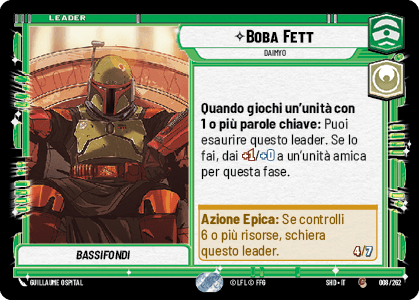 LEADER
✧BOBA FETT
DAIMYO
Quando giochi un'unità con
1 o più parole chiave: Puoi
esaurire questo leader. Se lo
fai, dai +1/+0 a un'unità amica
per questa fase.
Azione Epica: Se controlli
6 o più risorse, schiera
questo leader.
4/7
BASSIFONDI
GUILLAUME OSPITAL
© LFL © FFG
SHD • IT
008/262